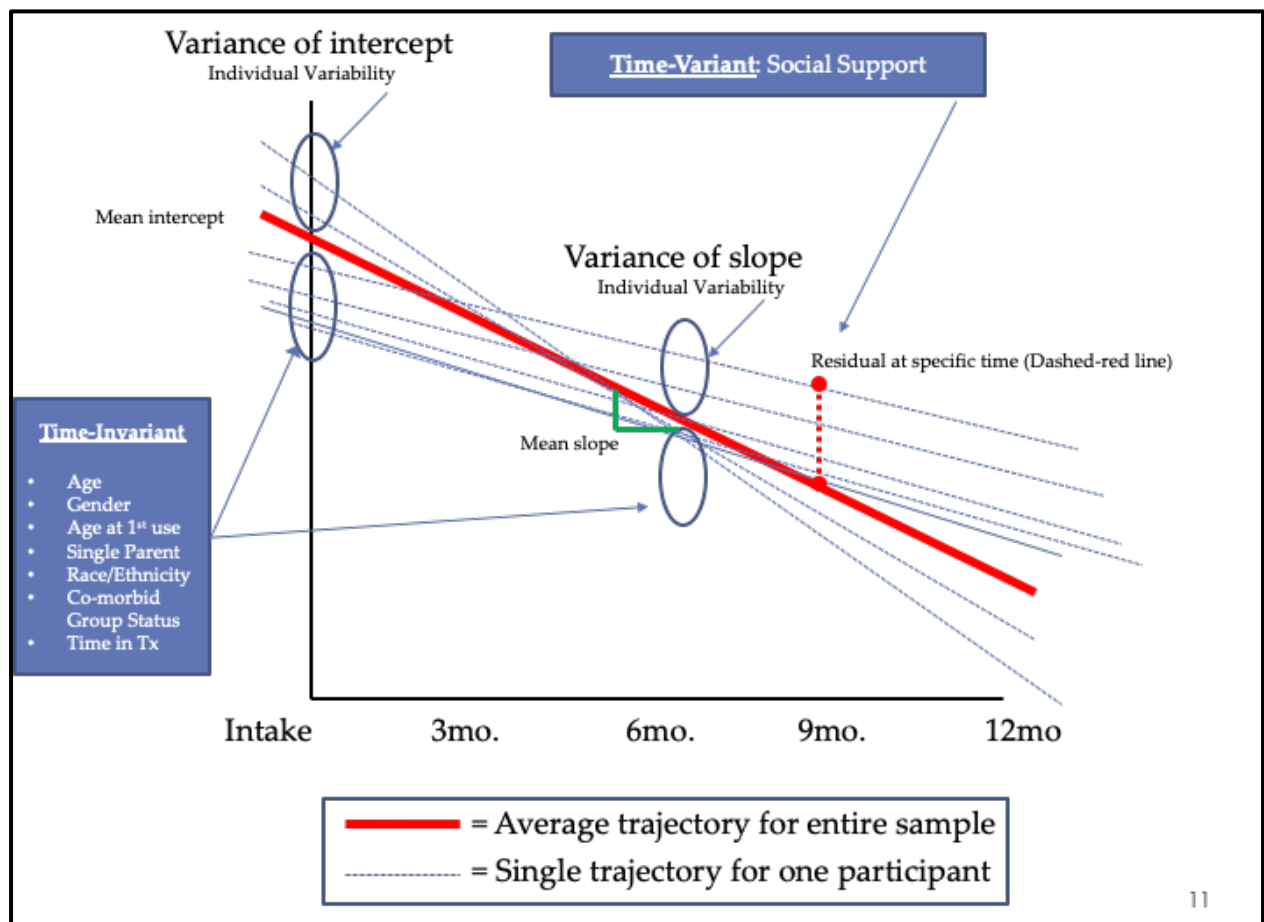 Variance of intercept
Individual Variability
Time-Variant: Social Support
Mean intercept
Variance of slope
Individual Variability
Residual at specific time (Dashed-red line)
Mean slope
Time-Invariant
• Age
• Gender
• Age at 1st use
• Single Parent
• Race/Ethnicity
• Co-morbid
Group Status
• Time in Tx
Intake 3mo. 6mo. 9mo. 12mo
= Average trajectory for entire sample
= Single trajectory for one participant
11